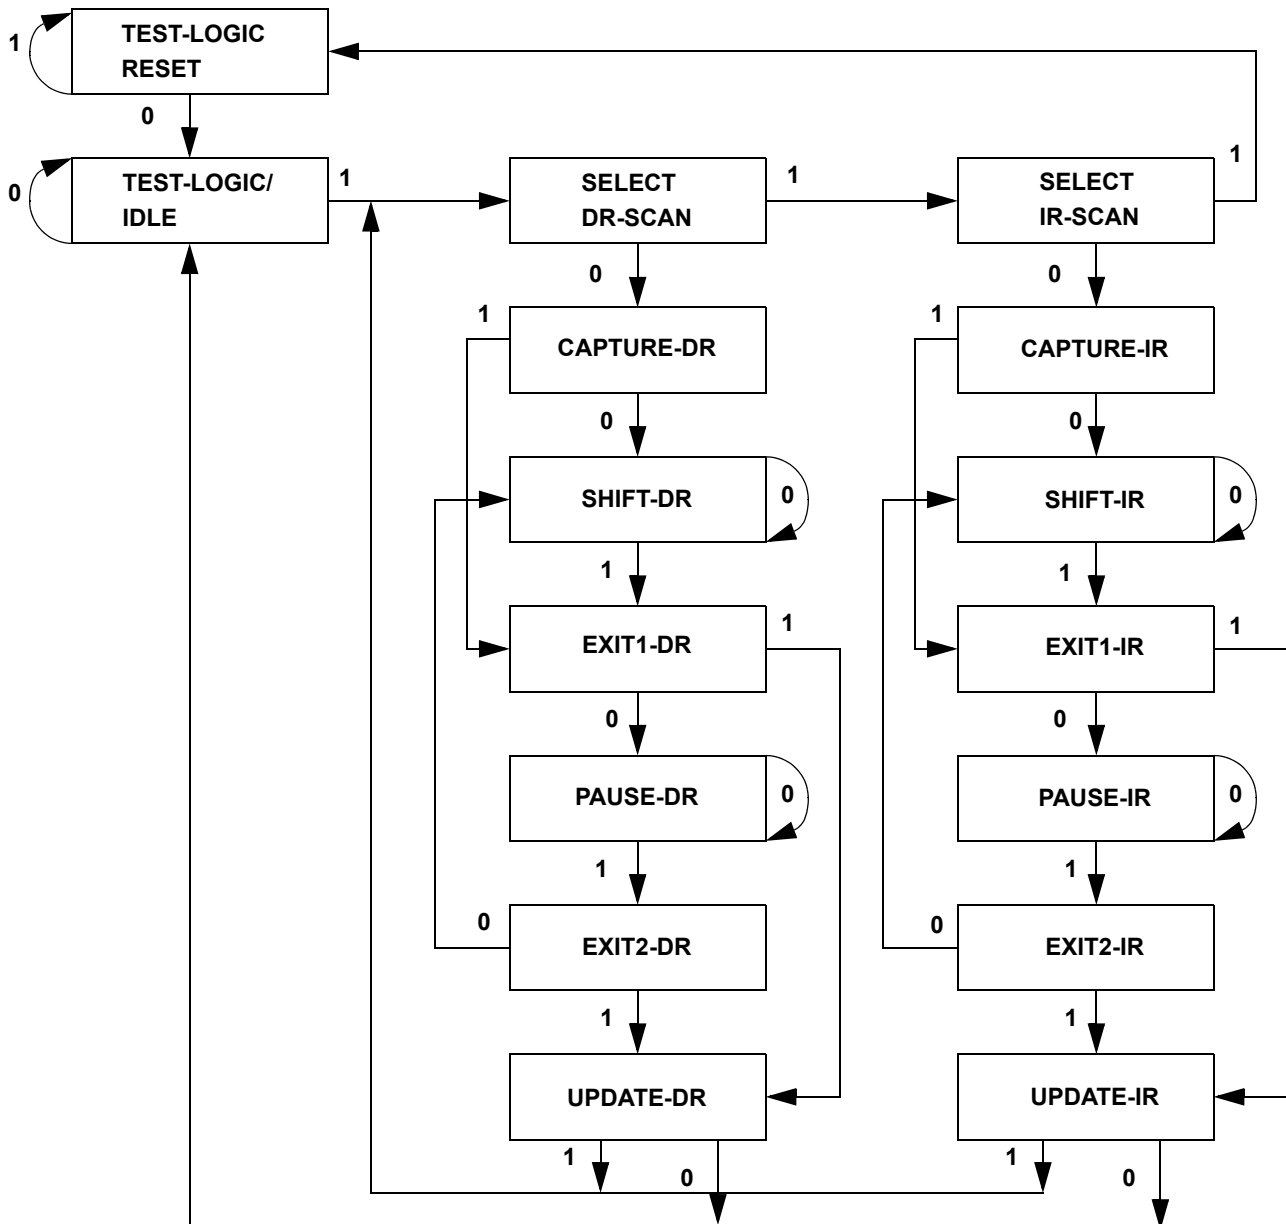 1
TEST-LOGIC
RESET
0
0
TEST-LOGIC/
IDLE
1
SELECT
DR-SCAN
1
SELECT
IR-SCAN
1
0
0
1
CAPTURE-DR
1
CAPTURE-IR
0
0
SHIFT-DR
0
SHIFT-IR
0
1
1
EXIT1-DR
1
EXIT1-IR
1
0
0
PAUSE-DR
0
PAUSE-IR
0
1
1
0
EXIT2-DR
0
EXIT2-IR
1
1
UPDATE-DR
UPDATE-IR
1
0
1
0